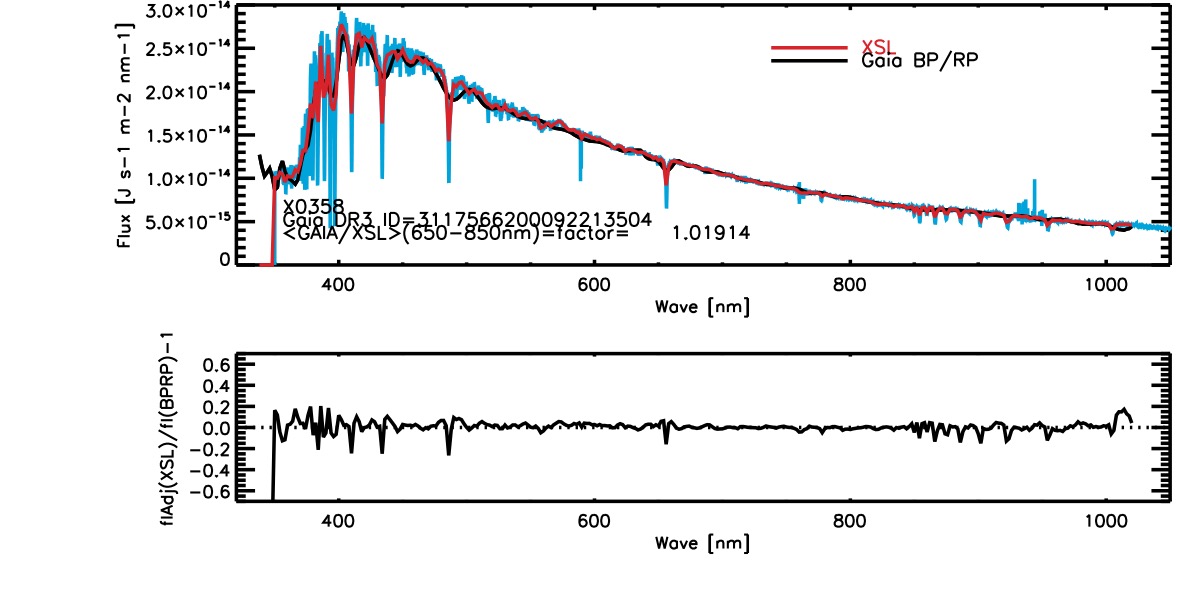 3.0×10−14
2.5×10−14
2.0×10−14
1.5×10−14
1.0×10−14
5.0×10−15
0
Flux [J s−1 m−2 nm−1]
XSL
Gaia BP/RP
X0358
Gaia DR3 ID=3117566200092213504
<GAIA/XSL>(650−850nm)=factor= 1.01914
400 600 800 1000
Wave [nm]
flAdj(XSL)/fl(BPRP)−1
0.6
0.4
0.2
0.0
−0.2
−0.4
−0.6
400 600 800 1000
Wave [nm]